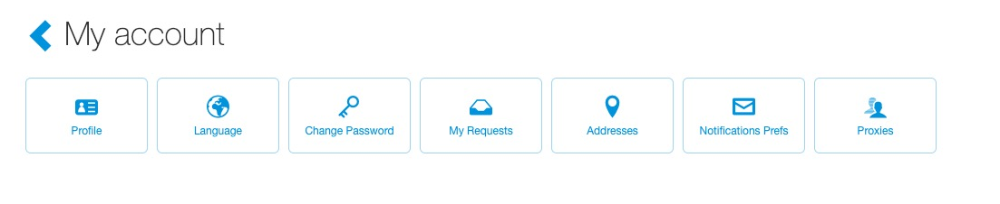 My account
Profile
Language
Change Password
My Requests
Addresses
Notifications Prefs
Proxies